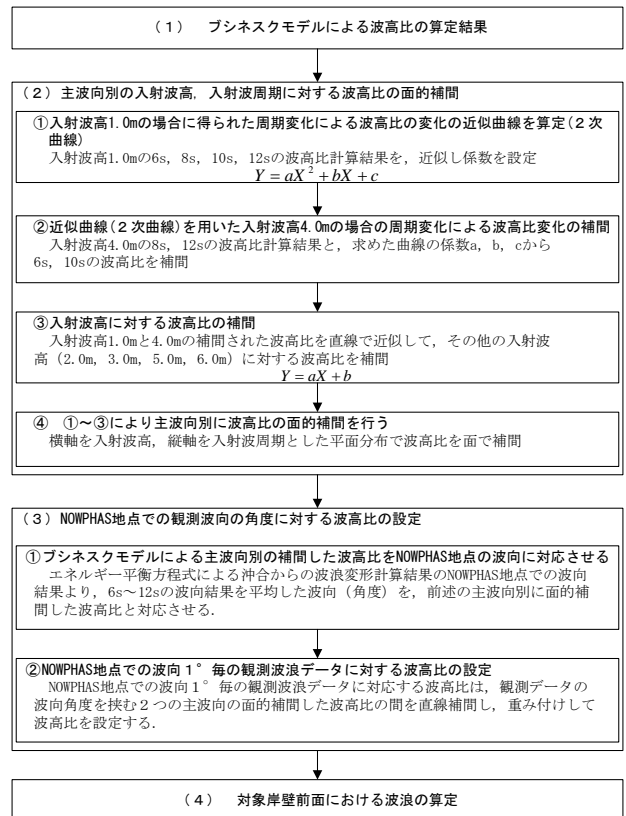 （１）　ブシネスクモデルによる波高比の算定結果
（２）主波向別の入射波高，入射波周期に対する波高比の面的補間
①入射波高1.0mの場合に得られた周期変化による波高比の変化の近似曲線を算定(２次
曲線)
入射波高1.0mの6s, 8s, 10s, 12sの波高比計算結果を，近似し係数を設定
Y = aX² + bX + c
②近似曲線(２次曲線)を用いた入射波高4.0mの場合の周期変化による波高比変化の補間
入射波高4.0mの8s, 12sの波高比計算結果と，求めた曲線の係数a, b, cから
6s, 10sの波高比を補間
③入射波高に対する波高比の補間
入射波高1.0mと4.0mの補間された波高比を直線で近似して，その他の入射波
高（2.0m, 3.0m, 5.0m, 6.0m）に対する波高比を補間
Y = aX + b
④　①～③により主波向別に波高比の面的補間を行う
横軸を入射波高，縦軸を入射波周期とした平面分布で波高比を面で補間
（３）NOWPHAS地点での観測波向の角度に対する波高比の設定
①ブシネスクモデルによる主波向別の補間した波高比をNOWPHAS地点の波向に対応させる
エネルギー平衡方程式による沖合からの波浪変形計算結果のNOWPHAS地点での波向
結果より，6s～12sの波向結果を平均した波向（角度）を，前述の主波向別に面的補
間した波高比と対応させる．
②NOWPHAS地点での波向１°毎の観測波浪データに対する波高比の設定
NOWPHAS地点での波向１°毎の観測波浪データに対応する波高比は，観測データの
波向角度を挟む２つの主波向の面的補間した波高比の間を直線補間し，重み付けして
波高比を設定する．
（４）　対象岸壁前面における波浪の算定